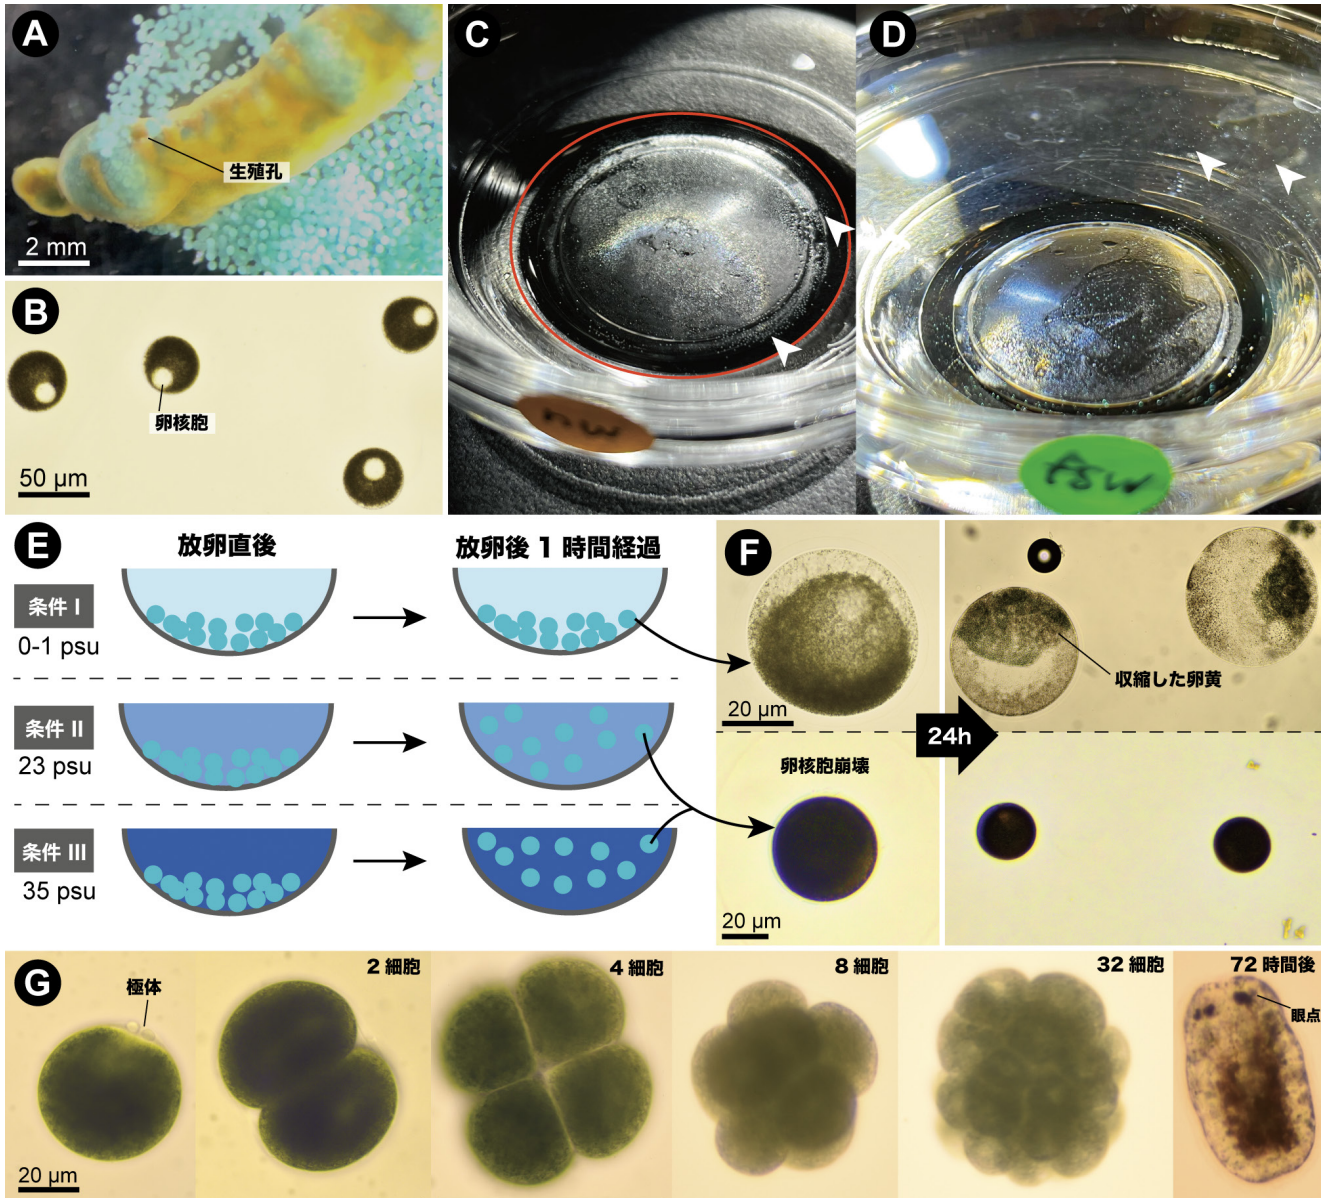 A
生殖孔
2 mm
B
卵核胞
50 µm
C
D
FSW
E
放卵直後
放卵後 1 時間経過
条件 I
0-1 psu
条件 II
23 psu
条件 III
35 psu
F
20 µm
収縮した卵黄
24h
卵核胞崩壊
20 µm
G
極体
2 細胞
4 細胞
8 細胞
32 細胞
72 時間後
眼点
20 µm